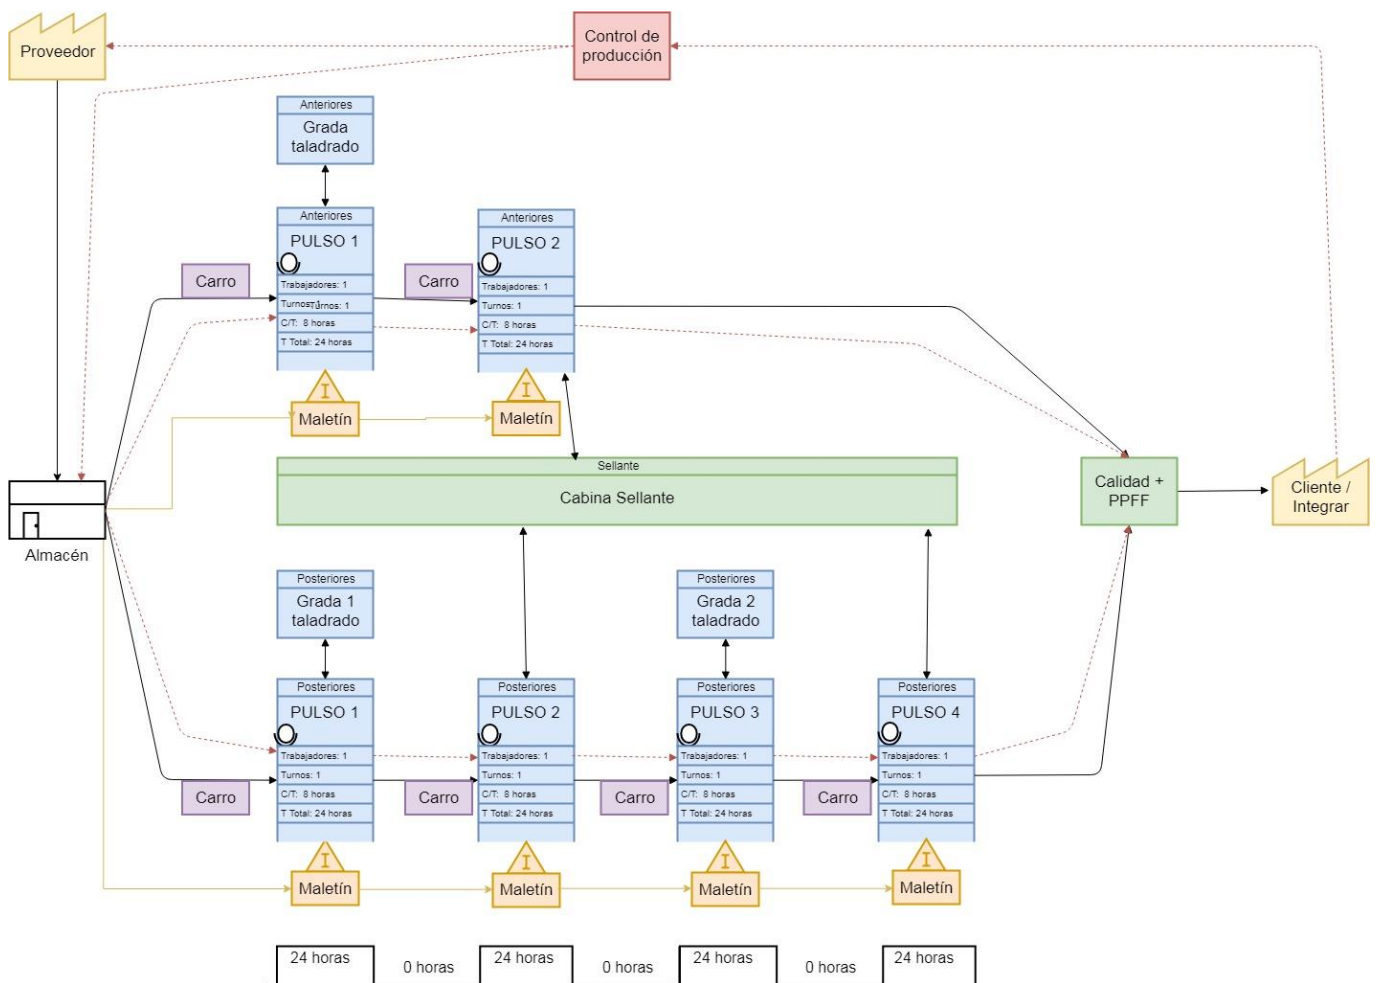 Proveedor
Control de
producción
Anteriores
Grada
taladrado
Anteriores
PULSO 1
Trabajadores: 1
Turnos: 1
Turnos: 1
C/T: 8 horas
T Total: 24 horas
Anteriores
PULSO 2
Trabajadores: 1
Turnos: 1
C/T: 8 horas
T Total: 24 horas
Carro
Carro
I
Maletín
I
Maletín
Sellante
Cabina Sellante
Calidad +
PPFF
Cliente /
Integrar
Almacén
Posteriores
Grada 1
taladrado
Posteriores
Grada 2
taladrado
Posteriores
PULSO 1
Trabajadores: 1
Turnos: 1
C/T: 8 horas
T Total: 24 horas
Posteriores
PULSO 2
Trabajadores: 1
Turnos: 1
C/T: 8 horas
T Total: 24 horas
Posteriores
PULSO 3
Trabajadores: 1
Turnos: 1
C/T: 8 horas
T Total: 24 horas
Posteriores
PULSO 4
Trabajadores: 1
Turnos: 1
C/T: 8 horas
T Total: 24 horas
Carro
Carro
Carro
Carro
I
Maletín
I
Maletín
I
Maletín
I
Maletín
24 horas
0 horas
24 horas
0 horas
24 horas
0 horas
24 horas